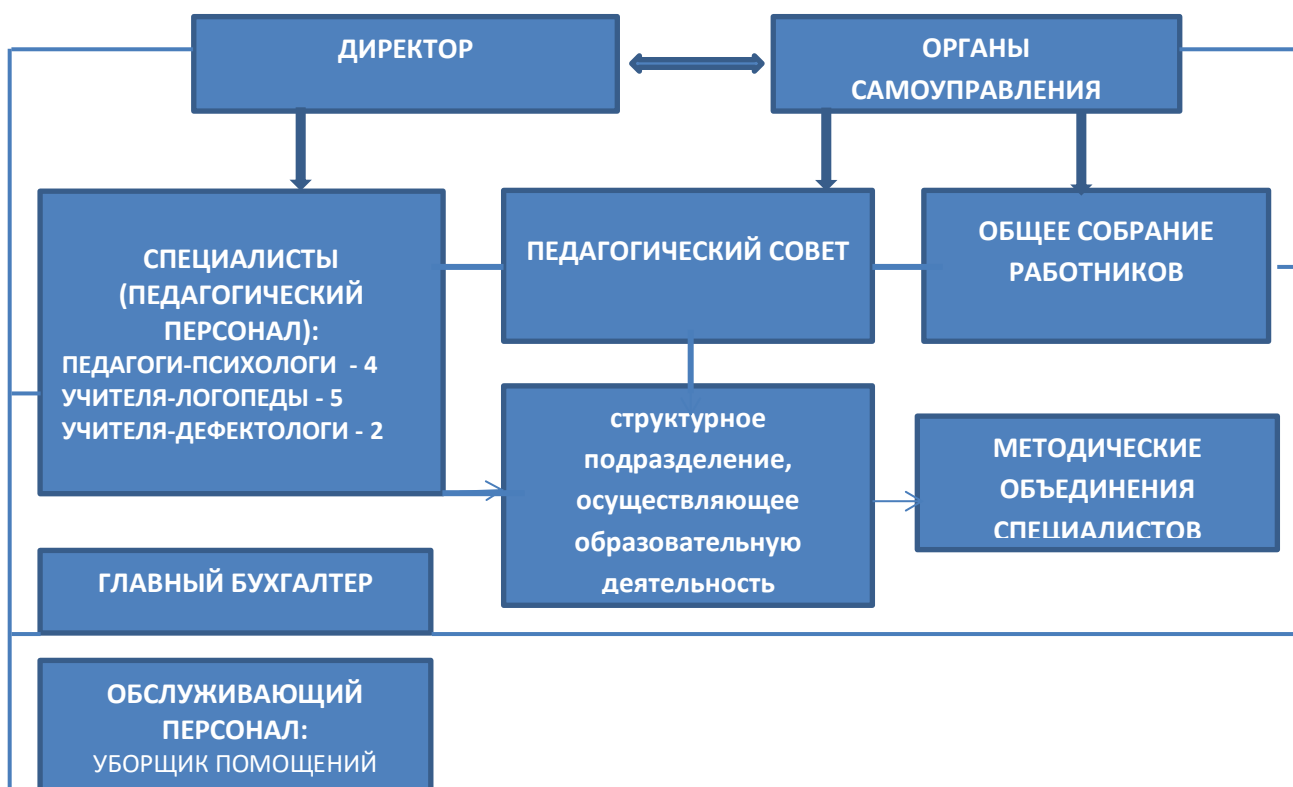 ДИРЕКТОР
ОРГАНЫ
САМОУПРАВЛЕНИЯ
СПЕЦИАЛИСТЫ
(ПЕДАГОГИЧЕСКИЙ
ПЕРСОНАЛ):
ПЕДАГОГИ-ПСИХОЛОГИ - 4
УЧИТЕЛЯ-ЛОГОПЕДЫ - 5
УЧИТЕЛЯ-ДЕФЕКТОЛОГИ - 2
ПЕДАГОГИЧЕСКИЙ СОВЕТ
ОБЩЕЕ СОБРАНИЕ
РАБОТНИКОВ
структурное
подразделение,
осуществляющее
образовательную
деятельность
МЕТОДИЧЕСКИЕ
ОБЪЕДИНЕНИЯ
СПЕЦИАЛИСТОВ
ГЛАВНЫЙ БУХГАЛТЕР
ОБСЛУЖИВАЮЩИЙ
ПЕРСОНАЛ:
УБОРЩИК ПОМОЩЕНИЙ